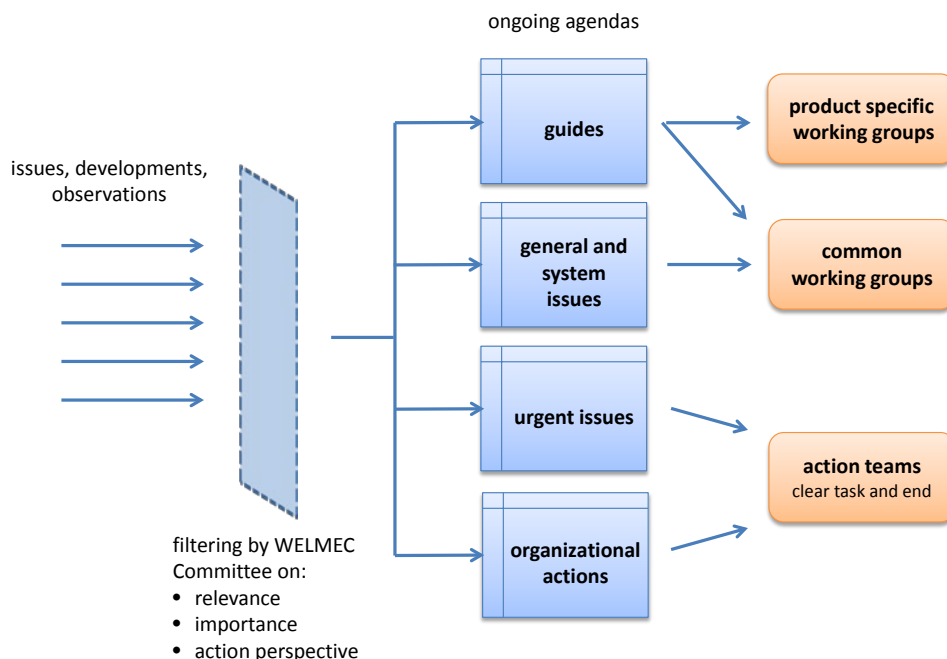 ongoing agendas
issues, developments,
observations
guides
general and
system
issues
urgent issues
organizational
actions
product specific
working groups
common
working groups
action teams
clear task and end
filtering by WELMEC
Committee on:
• relevance
• importance
• action perspective